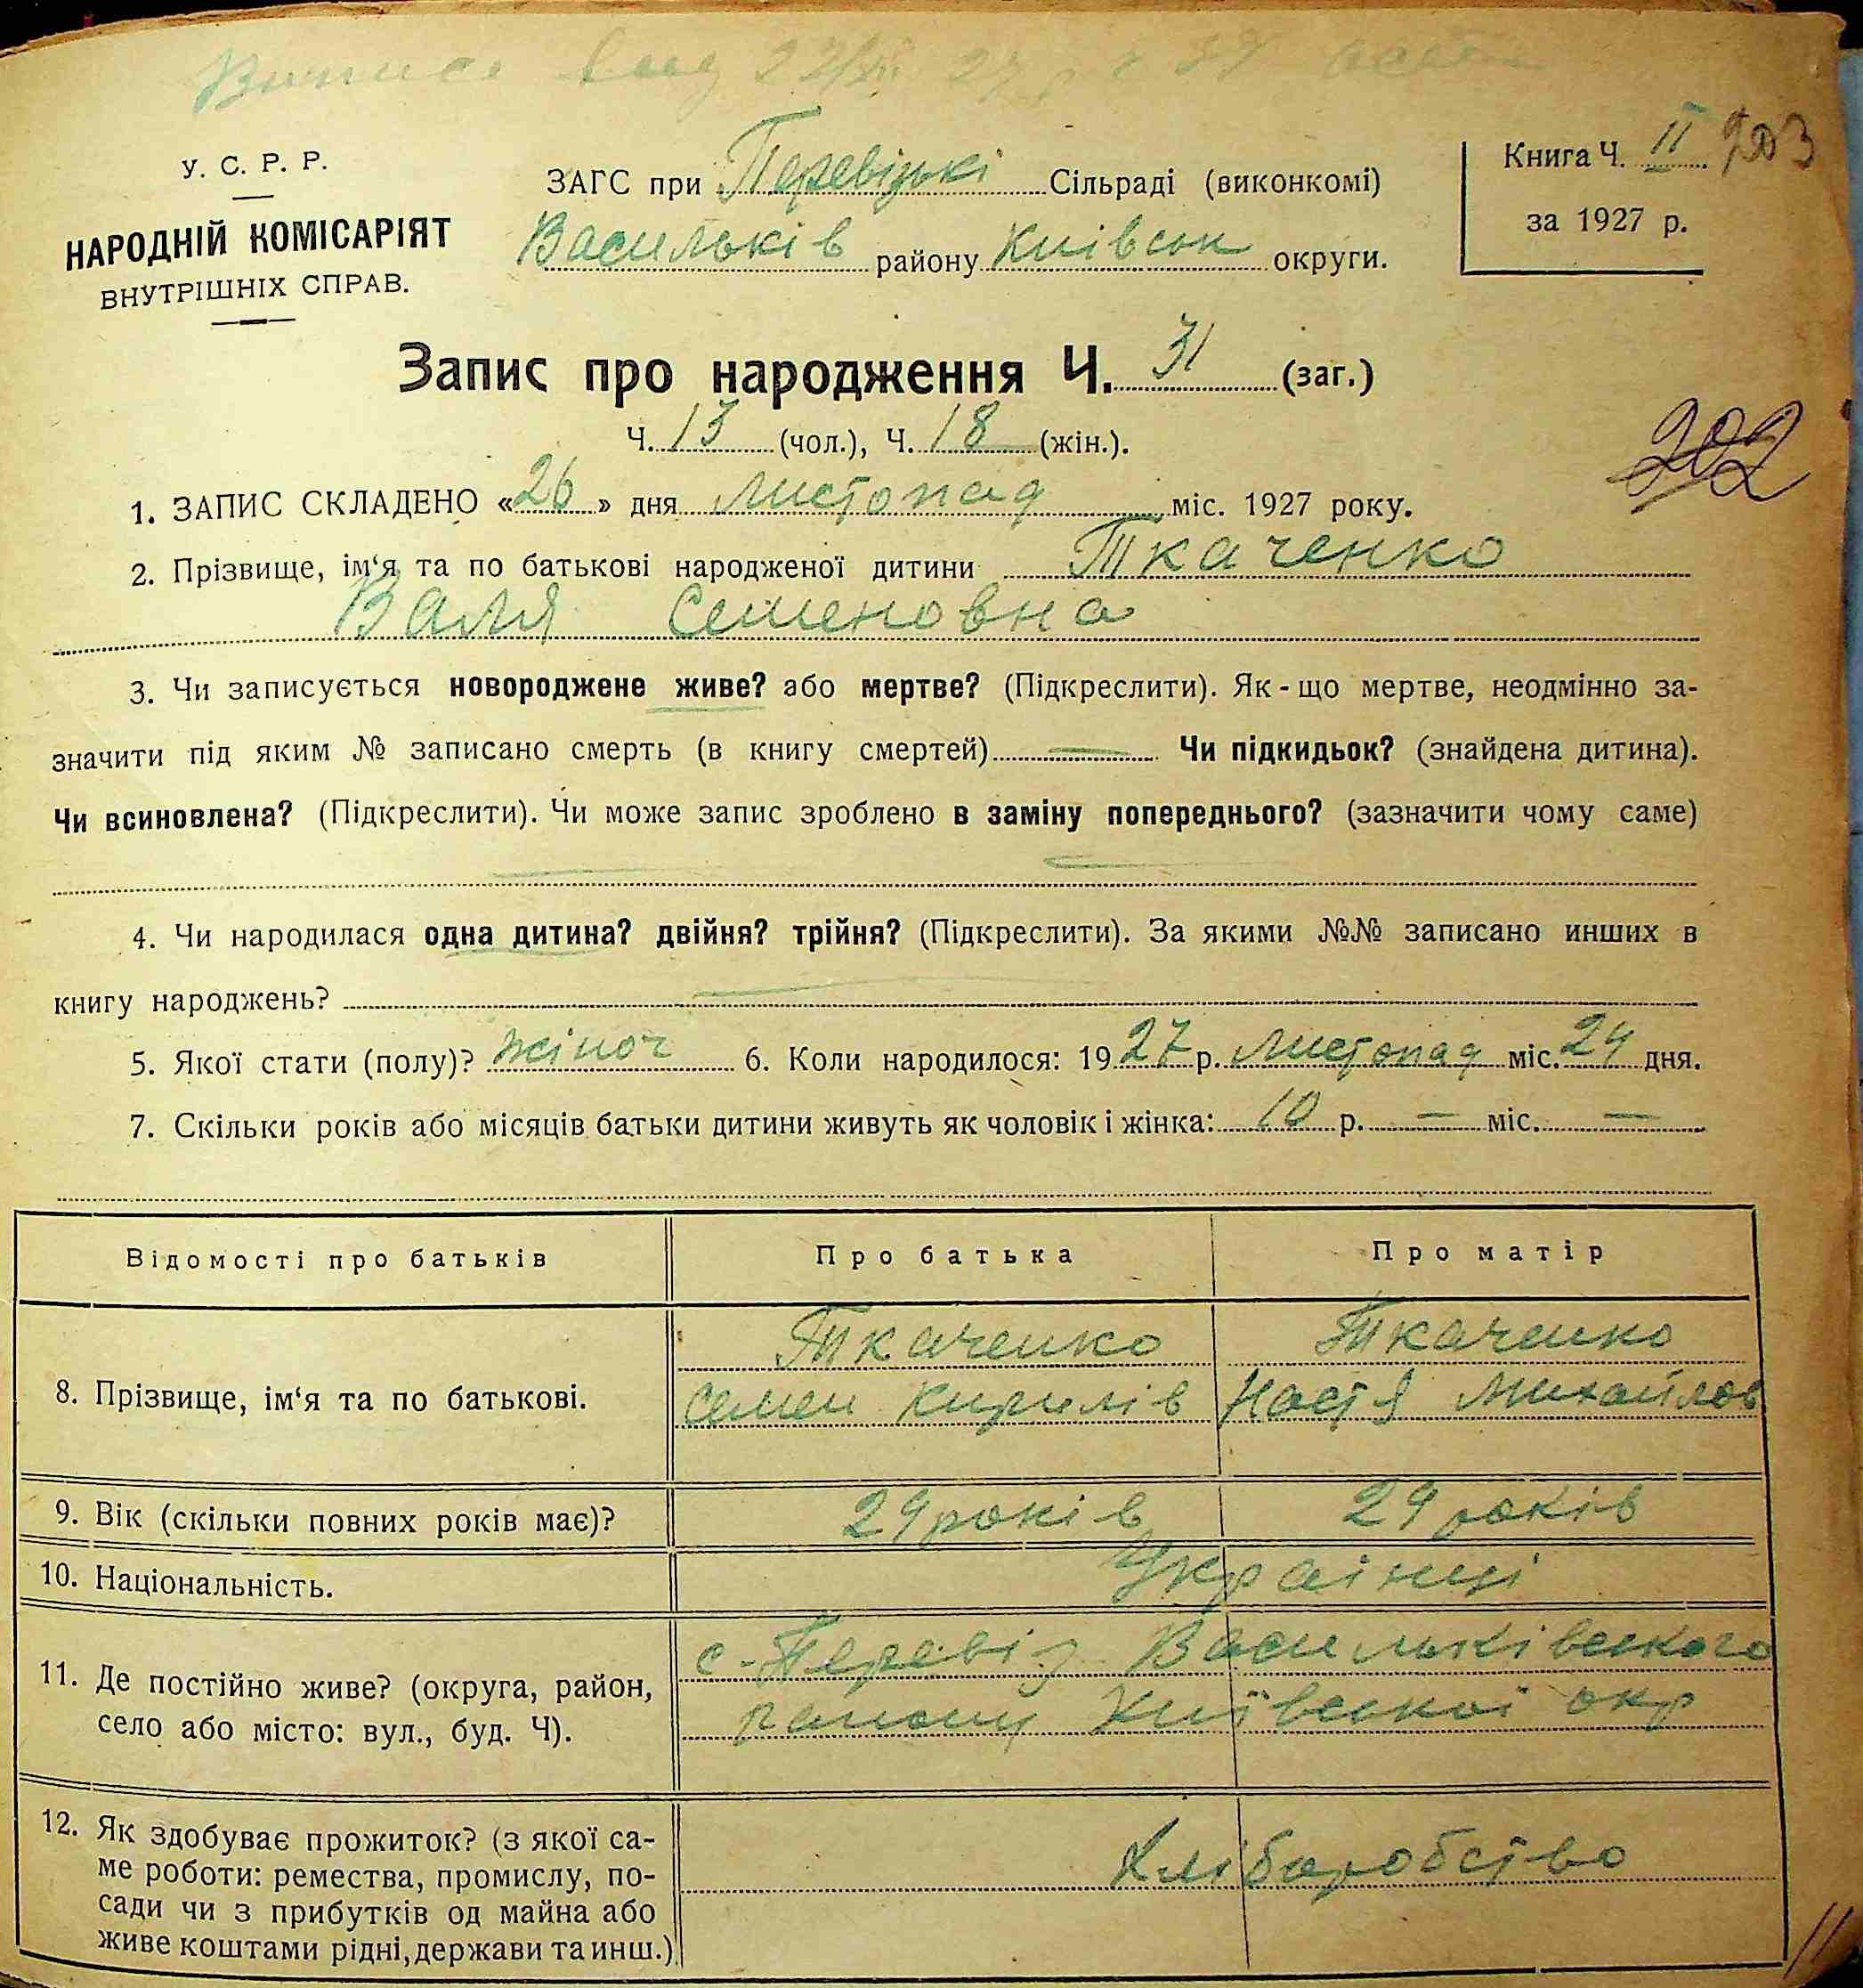 У. С. Р. Р.
НАРОДНІЙ КОМІСАРІЯТ
ВНУТРІШНІХ СПРАВ.
ЗАГС при Перевізькі Сільраді (виконкомі)
Васильків району Київськ округи.
Книга Ч. II
за 1927 р.
Запис про народження Ч. 31 (заг.)
Ч. 13 (чол.), Ч. 18 (жін.).
202
1. ЗАПИС СКЛАДЕНО «26» дня листопад міс. 1927 року.
2. Прізвище, ім'я та по батькові народженої дитини Ткаченко
Валя Семеновна
3. Чи записується новороджене живе? або мертве? (Підкреслити). Як-що мертве, неодмінно за-
значити під яким № записано смерть (в книгу смертей) — Чи підкидьок? (знайдена дитина).
Чи всиновлена? (Підкреслити). Чи може запис зроблено в заміну попереднього? (зазначити чому саме)
4. Чи народилася одна дитина? двійня? трійня? (Підкреслити). За якими №№ записано инших в
книгу народжень?
5. Якої стати (полу)? жіноч 6. Коли народилося: 1927 р. листопад міс. 24 дня.
7. Скільки років або місяців батьки дитини живуть як чоловік і жінка: 10 р. — міс. —
Відомості про батьків
Про батька
Про матір
8. Прізвище, ім'я та по батькові.
Ткаченко
Семен Кирилів
Ткаченко
Настя Михайлов
9. Вік (скільки повних років має)?
29 років
29 років
10. Національність.
Українці
11. Де постійно живе? (округа, район,
село або місто: вул., буд. Ч).
с-Перевіз Васильківського
району Київської окр
12. Як здобуває прожиток? (з якої са-
ме роботи: ремества, промислу, по-
сади чи з прибутків од майна або
живе коштами рідні, держави та инш.)
Хліборобство